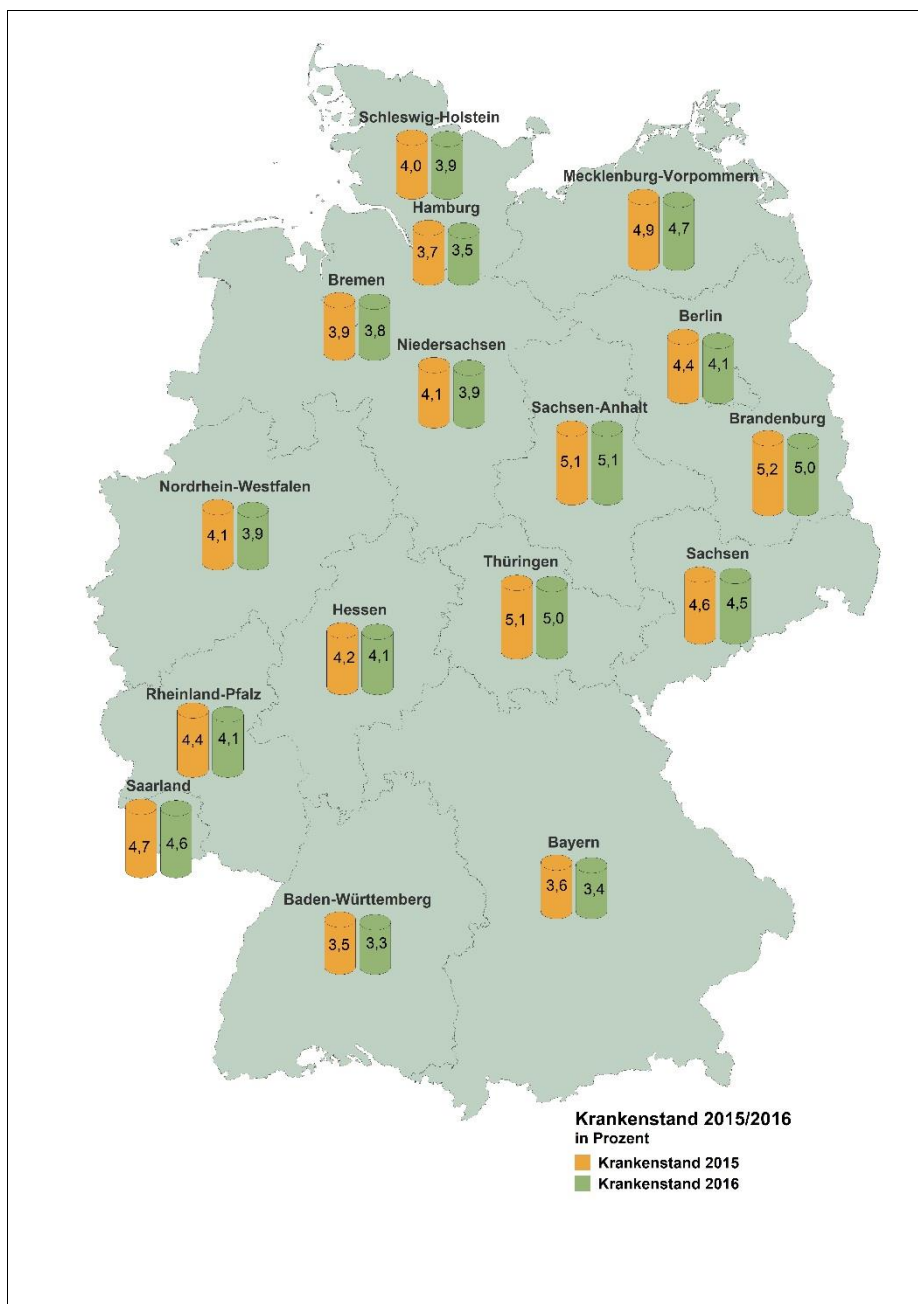 Schleswig-Holstein
4,0 3,9
Mecklenburg-Vorpommern
4,9 4,7
Hamburg
3,7 3,5
Bremen
3,9 3,8
Berlin
4,4 4,1
Niedersachsen
4,1 3,9
Sachsen-Anhalt
5,1 5,1
Brandenburg
5,2 5,0
Nordrhein-Westfalen
4,1 3,9
Thüringen
5,1 5,0
Sachsen
4,6 4,5
Hessen
4,2 4,1
Rheinland-Pfalz
4,4 4,1
Saarland
4,7 4,6
Bayern
3,6 3,4
Baden-Württemberg
3,5 3,3
Krankenstand 2015/2016
in Prozent
Krankenstand 2015
Krankenstand 2016